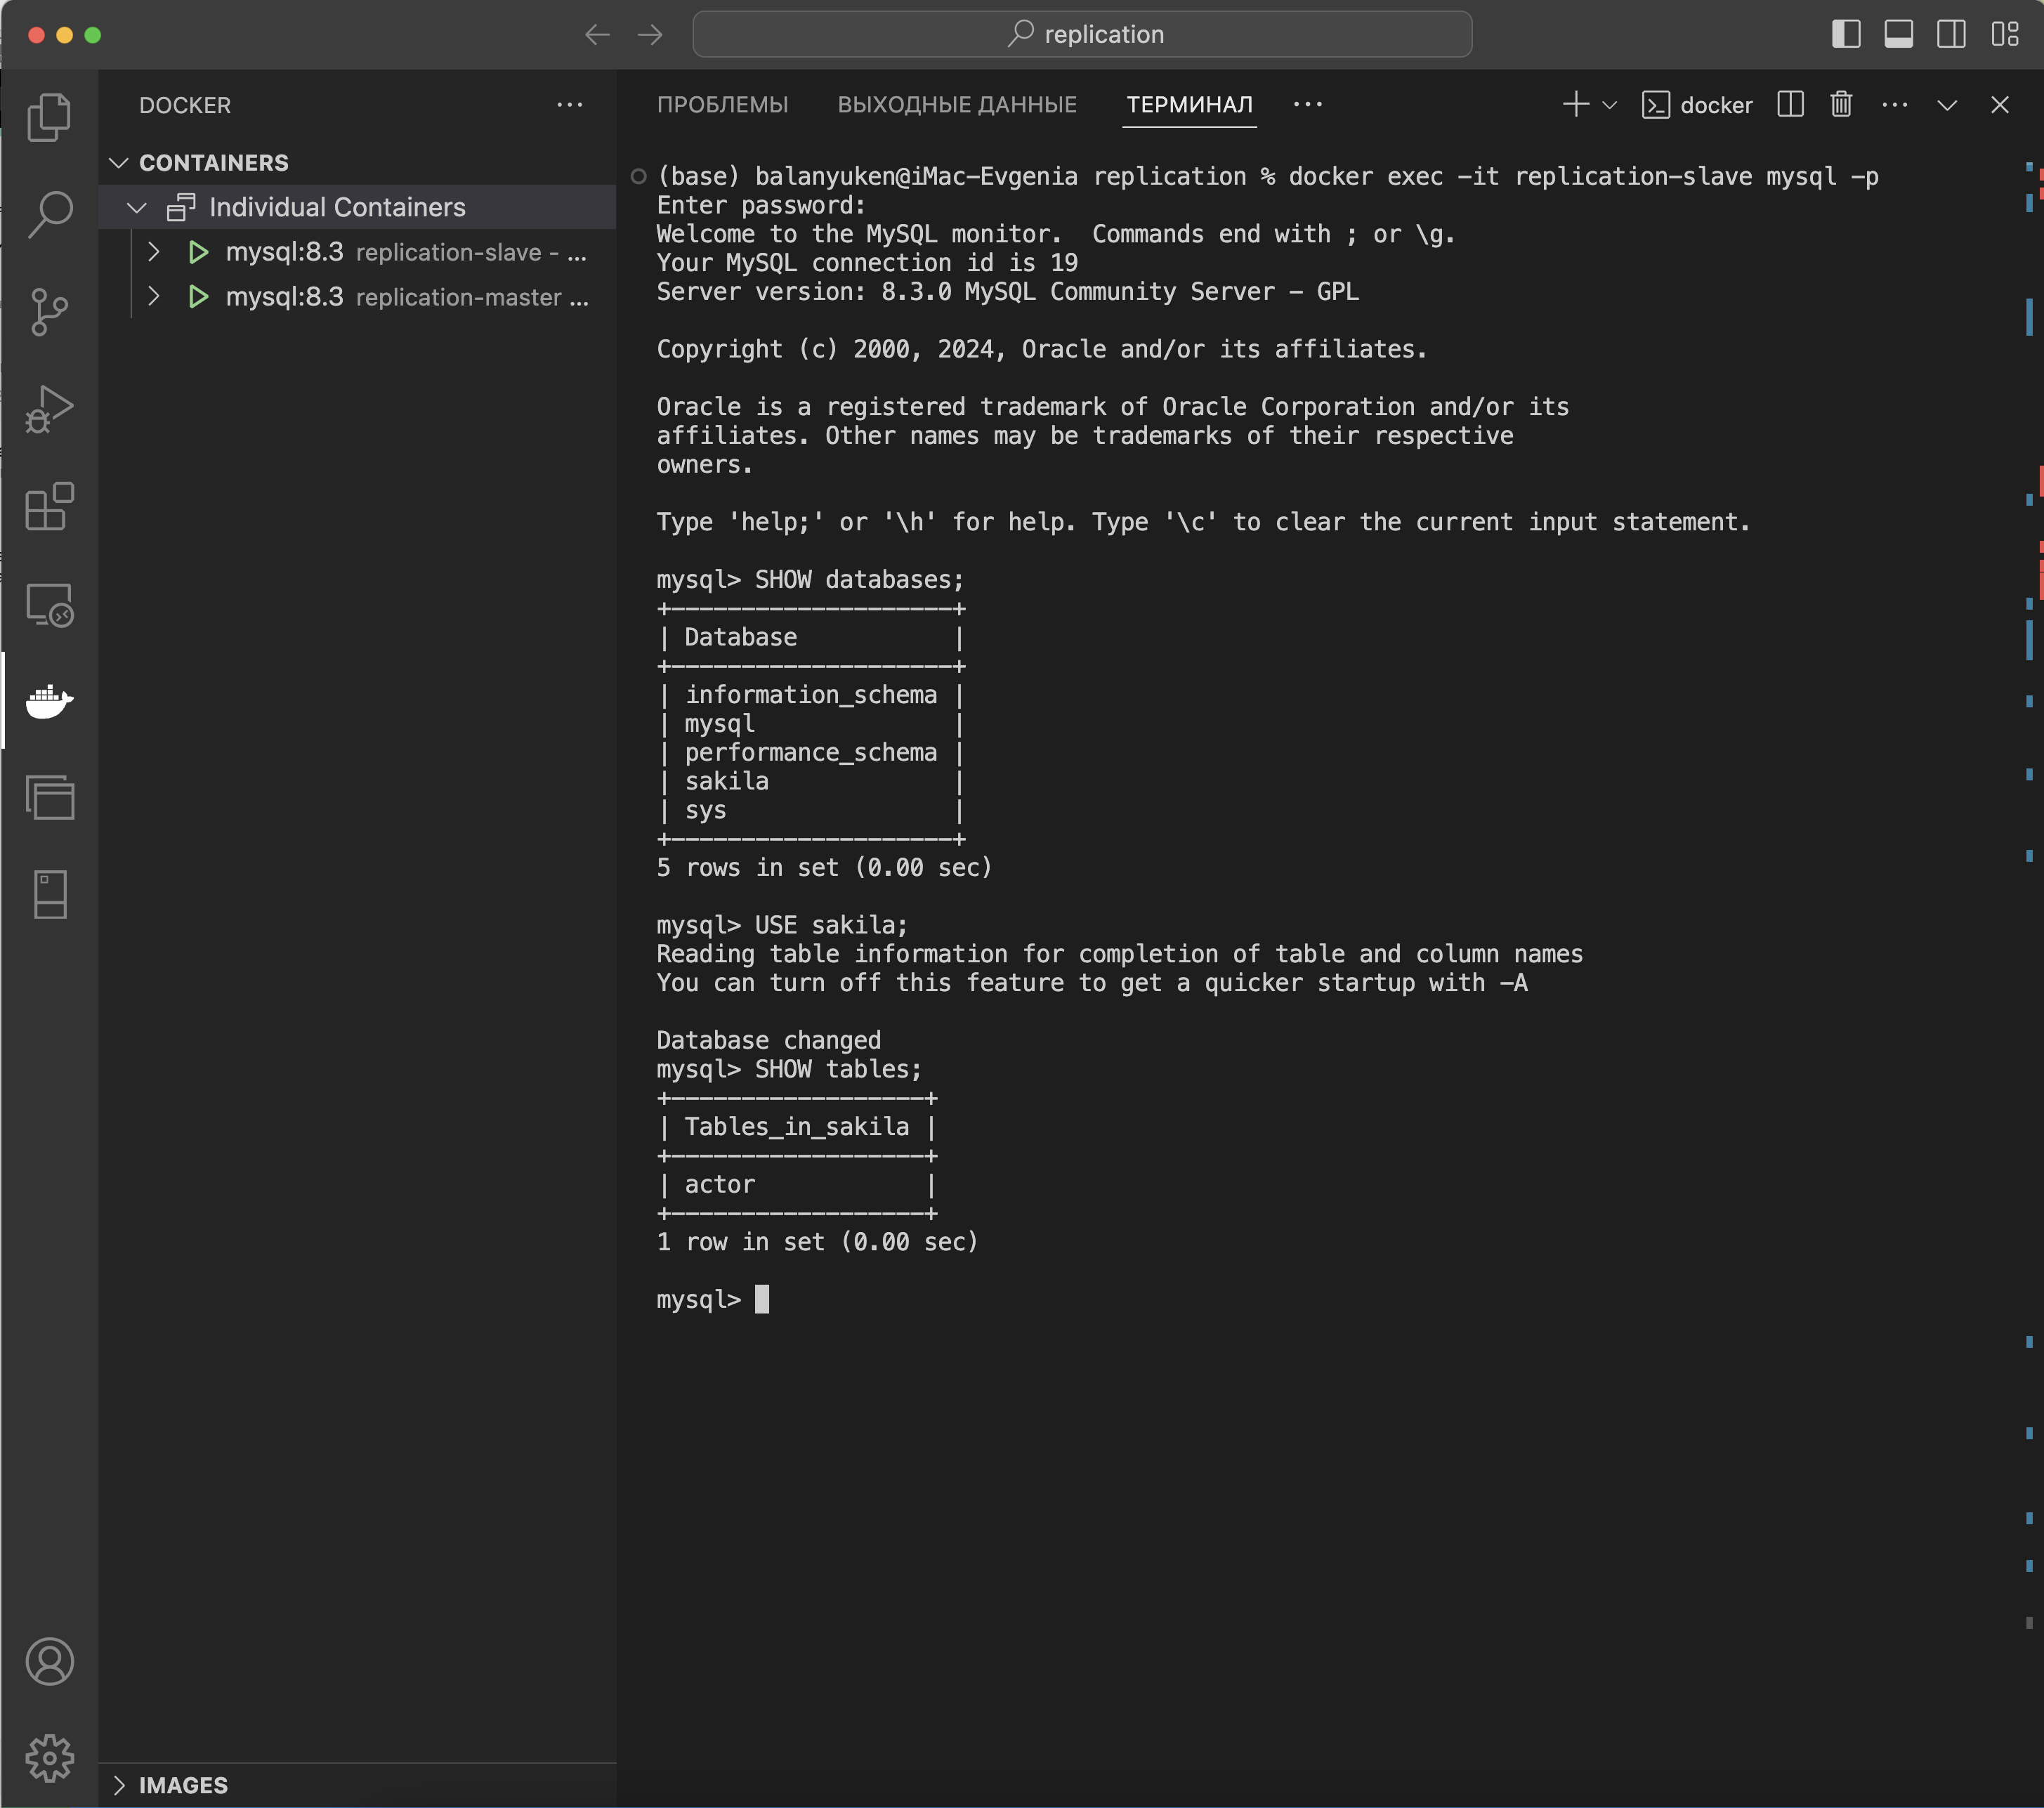 replication
DOCKER
CONTAINERS
Individual Containers
mysql:8.3 replication-slave - ...
mysql:8.3 replication-master ...
IMAGES
ПРОБЛЕМЫ ВЫХОДНЫЕ ДАННЫЕ ТЕРМИНАЛ ... docker
(base) balanyuken@iMac-Evgenia replication % docker exec -it replication-slave mysql -p
Enter password:
Welcome to the MySQL monitor.  Commands end with ; or \g.
Your MySQL connection id is 19
Server version: 8.3.0 MySQL Community Server - GPL
Copyright (c) 2000, 2024, Oracle and/or its affiliates.
Oracle is a registered trademark of Oracle Corporation and/or its
affiliates. Other names may be trademarks of their respective
owners.
Type 'help;' or '\h' for help. Type '\c' to clear the current input statement.
mysql> SHOW databases;
+--------------------+
| Database           |
+--------------------+
| information_schema |
| mysql              |
| performance_schema |
| sakila             |
| sys                |
+--------------------+
5 rows in set (0.00 sec)
mysql> USE sakila;
Reading table information for completion of table and column names
You can turn off this feature to get a quicker startup with -A
Database changed
mysql> SHOW tables;
+------------------+
| Tables_in_sakila |
+------------------+
| actor            |
+------------------+
1 row in set (0.00 sec)
mysql>